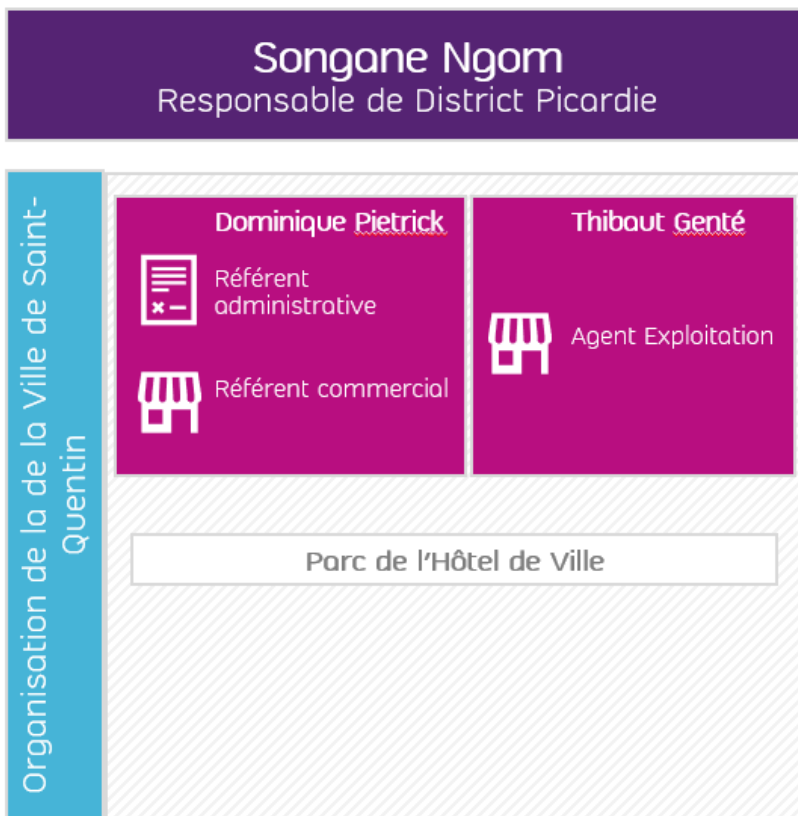 Songane Ngom
Responsable de District Picardie
Organisation de la de la Ville de Saint-
Quentin
Dominique Pietrick
Référent
administrative
Référent commercial
Thibaut Genté
Agent Exploitation
Parc de l'Hôtel de Ville